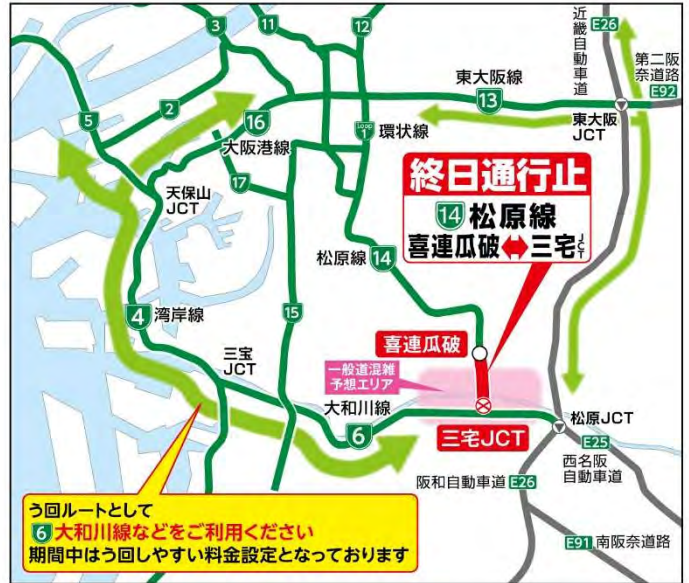 3
11
12
近畿自動車道
E26
第二阪
奈道路
E92
東大阪線
13
東大阪
JCT
2
5
16
大阪港線
Loop
1
環状線
17
天保山
JCT
終日通行止
14 松原線
喜連瓜破 三宅JCT
松原線
14
4 湾岸線
15
三宝
JCT
喜連瓜破
一般道混雑
予想エリア
大和川線
6
三宅JCT
松原JCT
E25
西名阪
自動車道
阪和自動車道 E26
E91 南阪奈道路
う回ルートとして
6 大和川線などをご利用ください
期間中はう回しやすい料金設定となっております